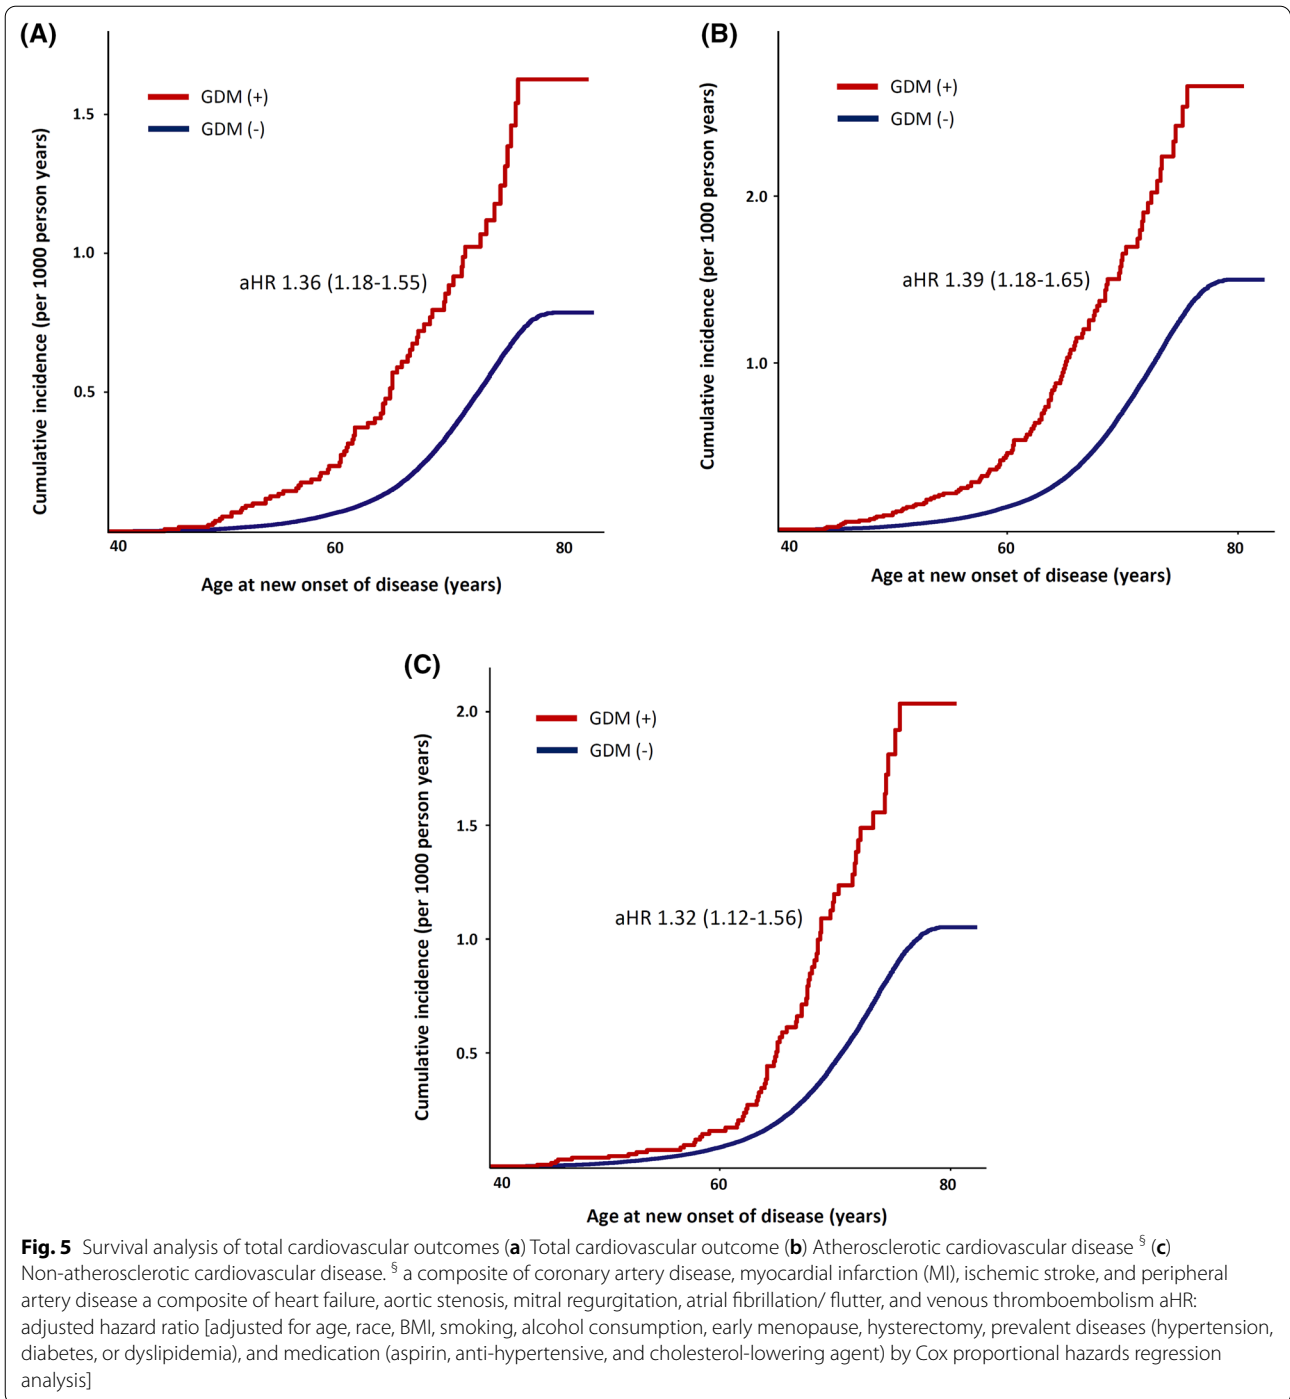 (A)
GDM (+)
GDM (-)
1.5
1.0
0.5
aHR 1.36 (1.18-1.55)
Cumulative incidence (per 1000 person years)
40 60 80
Age at new onset of disease (years)
(B)
GDM (+)
GDM (-)
2.0
1.0
aHR 1.39 (1.18-1.65)
Cumulative incidence (per 1000 person years)
40 60 80
Age at new onset of disease (years)
(C)
GDM (+)
GDM (-)
2.0
1.5
1.0
0.5
aHR 1.32 (1.12-1.56)
Cumulative incidence (per 1000 person years)
40 60 80
Age at new onset of disease (years)
Fig. 5 Survival analysis of total cardiovascular outcomes (a) Total cardiovascular outcome (b) Atherosclerotic cardiovascular disease § (c)
Non-atherosclerotic cardiovascular disease. § a composite of coronary artery disease, myocardial infarction (MI), ischemic stroke, and peripheral
artery disease a composite of heart failure, aortic stenosis, mitral regurgitation, atrial fibrillation/ flutter, and venous thromboembolism aHR:
adjusted hazard ratio [adjusted for age, race, BMI, smoking, alcohol consumption, early menopause, hysterectomy, prevalent diseases (hypertension,
diabetes, or dyslipidemia), and medication (aspirin, anti-hypertensive, and cholesterol-lowering agent) by Cox proportional hazards regression
analysis]